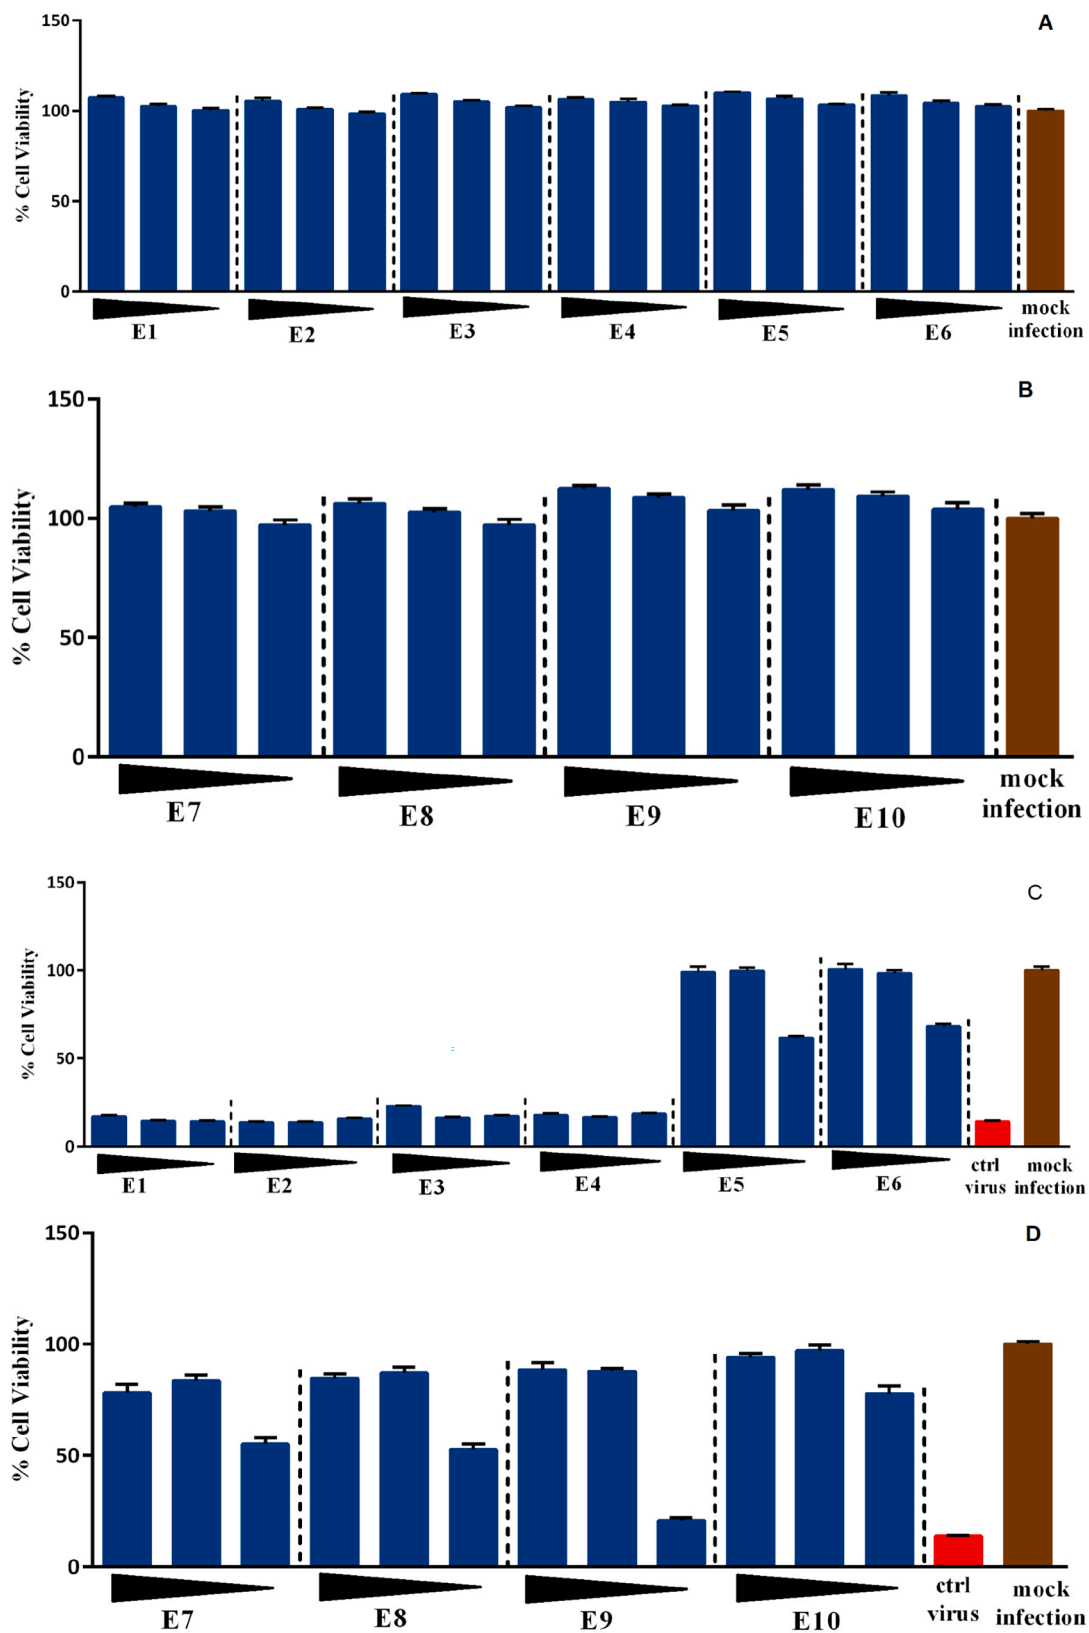 A
150
100
50
0
% Cell Viability
E1 E2 E3 E4 E5 E6 mock
infection
B
150
100
50
0
% Cell Viability
E7 E8 E9 E10 mock
infection
C
150
100
50
0
% Cell Viability
E1 E2 E3 E4 E5 E6 ctrl mock
virus infection
D
150
100
50
0
% Cell Viability
E7 E8 E9 E10 ctrl mock
virus infection